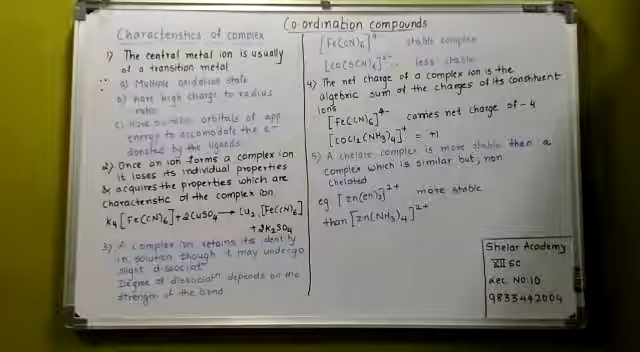 Co ordination compounds
Characteristics of complex
1) The central metal ion is usually
of a transition metal
∵ a) Multiple oxidation state
b) have high charge to radius
ratio
c) Have suitable orbitals of app
energy to accomodate the e-
donated by the ligands
2) Once an ion forms a complex ion
it loses its individual properties
& acquires the properties which are
characteristic of the complex ion.
K4[Fe(CN)6]+2CuSO4→Cu2[Fe(CN)6]
+2K2SO4
3) A complex ion retains its identity
in solution though it may undergo
slight dissociatn
Degree of dissociatn depends on the
strength of the bond
[Fe(CN)6]4- stable complex
[CO(SCN)4]2- less stable
4) The net charge of a complex ion is the
algebric sum of the charges of its constituent
ions
[Fe(CN)6]4- carries net charge of -4
[COCl2(NH3)4]+ = +1
5) A chelate complex is more stable than a
complex which is similar but, non
chelated
eg. [Zn(en)2]2+ more stable
than [Zn(NH3)4]2+
Shelar Academy
XII SC
Lec. NO:10
9833442004